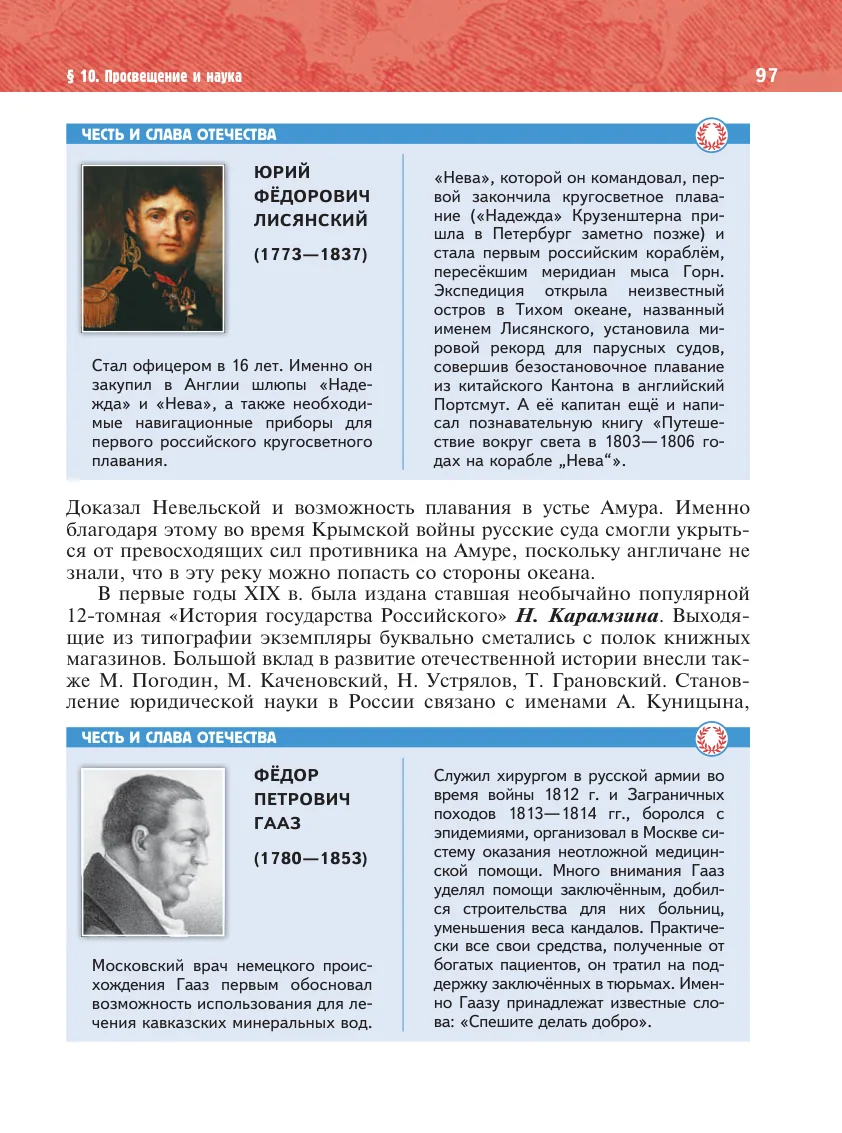 § 10. Просвещение и наука
97
ЧЕСТЬ И СЛАВА ОТЕЧЕСТВА
ЮРИЙ
ФЁДОРОВИЧ
ЛИСЯНСКИЙ
(1773—1837)
Стал офицером в 16 лет. Именно он
закупил в Англии шлюпы «Наде-
жда» и «Нева», а также необходи-
мые навигационные приборы для
первого российского кругосветного
плавания.
«Нева», которой он командовал, пер-
вой закончила кругосветное плава-
ние («Надежда» Крузенштерна при-
шла в Петербург заметно позже) и
стала первым российским кораблём,
пересёкшим меридиан мыса Горн.
Экспедиция открыла неизвестный
остров в Тихом океане, названный
именем Лисянского, установила ми-
ровой рекорд для парусных судов,
совершив безостановочное плавание
из китайского Кантона в английский
Портсмут. А её капитан ещё и напи-
сал познавательную книгу «Путеше-
ствие вокруг света в 1803—1806 го-
дах на корабле „Нева“».
Доказал Невельской и возможность плавания в устье Амура. Именно
благодаря этому во время Крымской войны русские суда смогли укрыть-
ся от превосходящих сил противника на Амуре, поскольку англичане не
знали, что в эту реку можно попасть со стороны океана.
В первые годы XIX в. была издана ставшая необычайно популярной
12-томная «История государства Российского» Н. Карамзина. Выходя-
щие из типографии экземпляры буквально сметались с полок книжных
магазинов. Большой вклад в развитие отечественной истории внесли так-
же М. Погодин, М. Каченовский, Н. Устрялов, Т. Грановский. Станов-
ление юридической науки в России связано с именами А. Куницына,
ЧЕСТЬ И СЛАВА ОТЕЧЕСТВА
ФЁДОР
ПЕТРОВИЧ
ГААЗ
(1780—1853)
Московский врач немецкого проис-
хождения Гааз первым обосновал
возможность использования для ле-
чения кавказских минеральных вод.
Служил хирургом в русской армии во
время войны 1812 г. и Заграничных
походов 1813—1814 гг., боролся с
эпидемиями, организовал в Москве си-
стему оказания неотложной медицин-
ской помощи. Много внимания Гааз
уделял помощи заключённым, добил-
ся строительства для них больниц,
уменьшения веса кандалов. Практиче-
ски все свои средства, полученные от
богатых пациентов, он тратил на под-
держку заключённых в тюрьмах. Имен-
но Гаазу принадлежат известные сло-
ва: «Спешите делать добро».